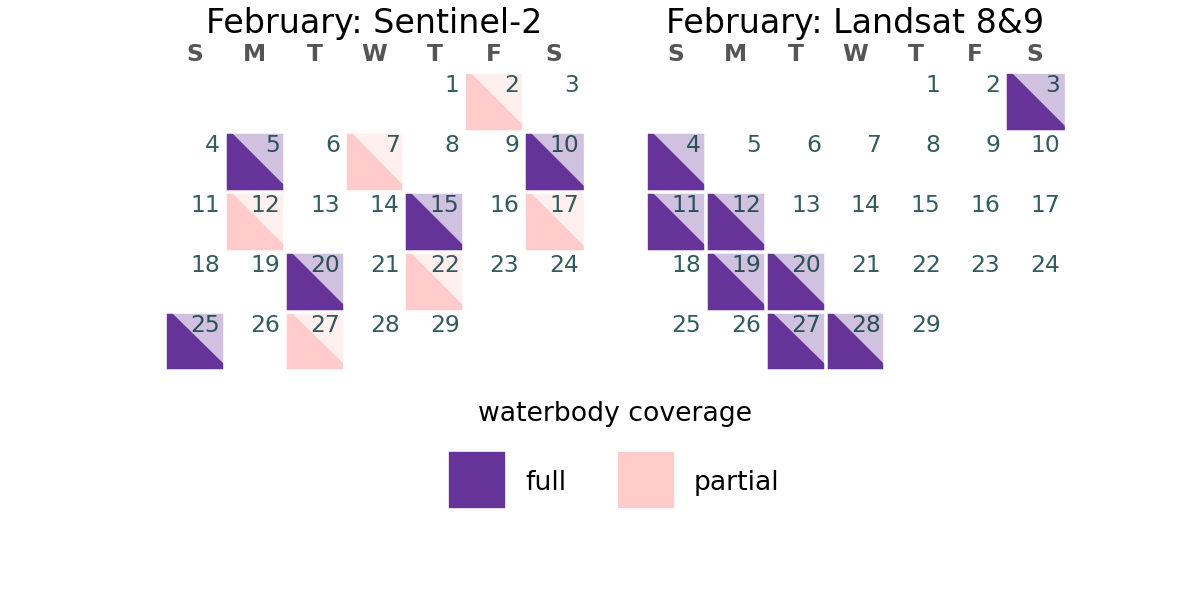 February: Sentinel-2
S M T W T F S
1 2 3
4 5 6 7 8 9 10
11 12 13 14 15 16 17
18 19 20 21 22 23 24
25 26 27 28 29
February: Landsat 8&9
S M T W T F S
1 2 3
4 5 6 7 8 9 10
11 12 13 14 15 16 17
18 19 20 21 22 23 24
25 26 27 28 29
waterbody coverage
full
partial